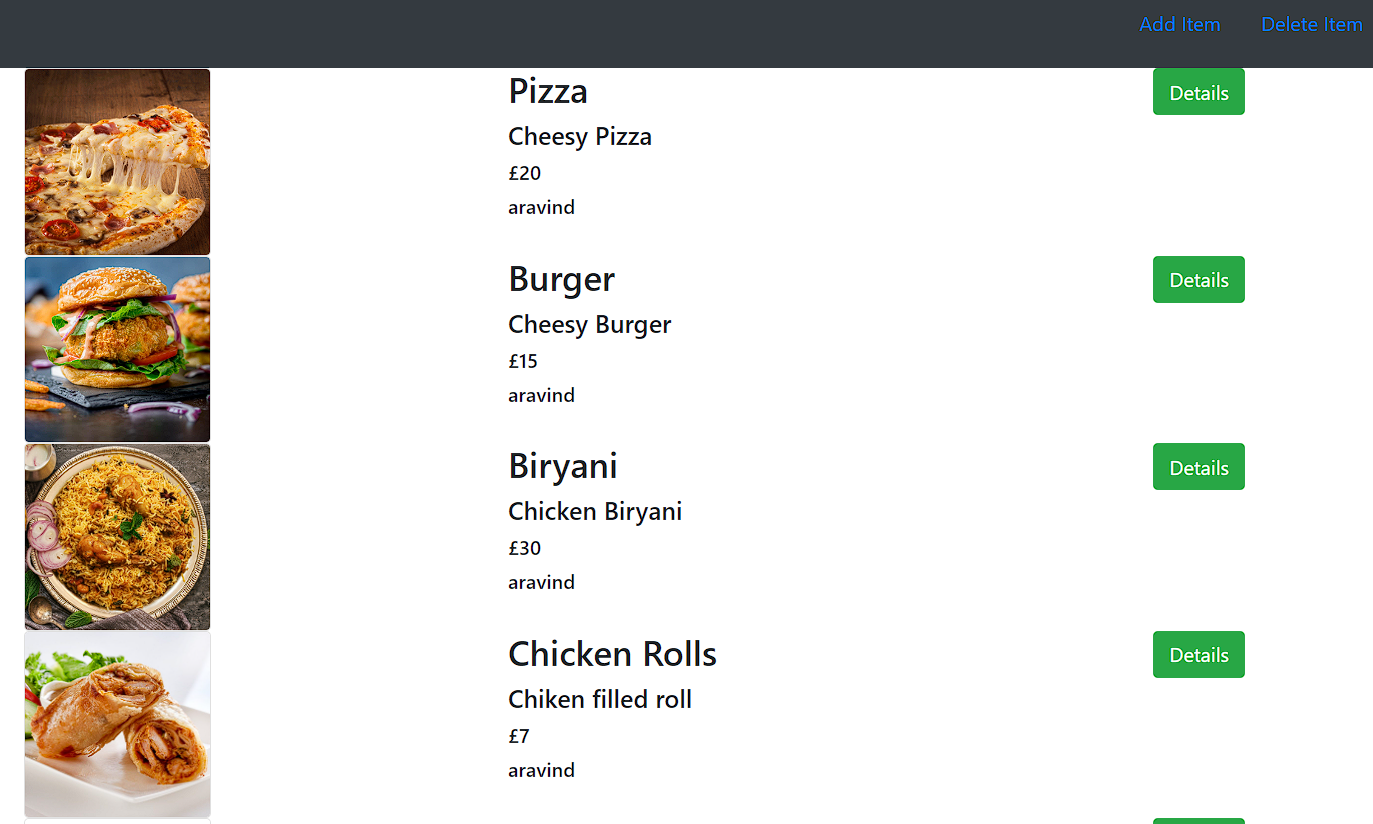 Add Item Delete Item
Pizza
Details
Cheesy Pizza
£20
aravind
Burger
Details
Cheesy Burger
£15
aravind
Biryani
Details
Chicken Biryani
£30
aravind
Chicken Rolls
Details
Chiken filled roll
£7
aravind